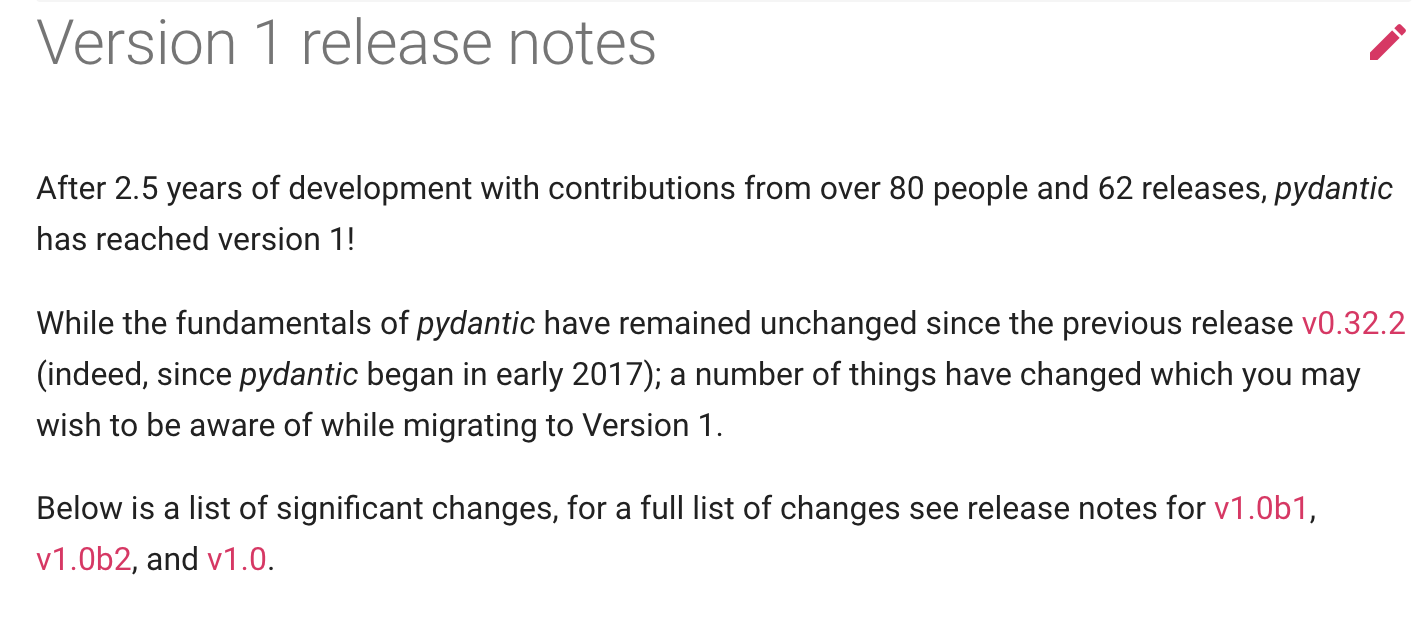 Version 1 release notes
After 2.5 years of development with contributions from over 80 people and 62 releases, pydantic
has reached version 1!
While the fundamentals of pydantic have remained unchanged since the previous release v0.32.2
(indeed, since pydantic began in early 2017); a number of things have changed which you may
wish to be aware of while migrating to Version 1.
Below is a list of significant changes, for a full list of changes see release notes for v1.0b1,
v1.0b2, and v1.0.